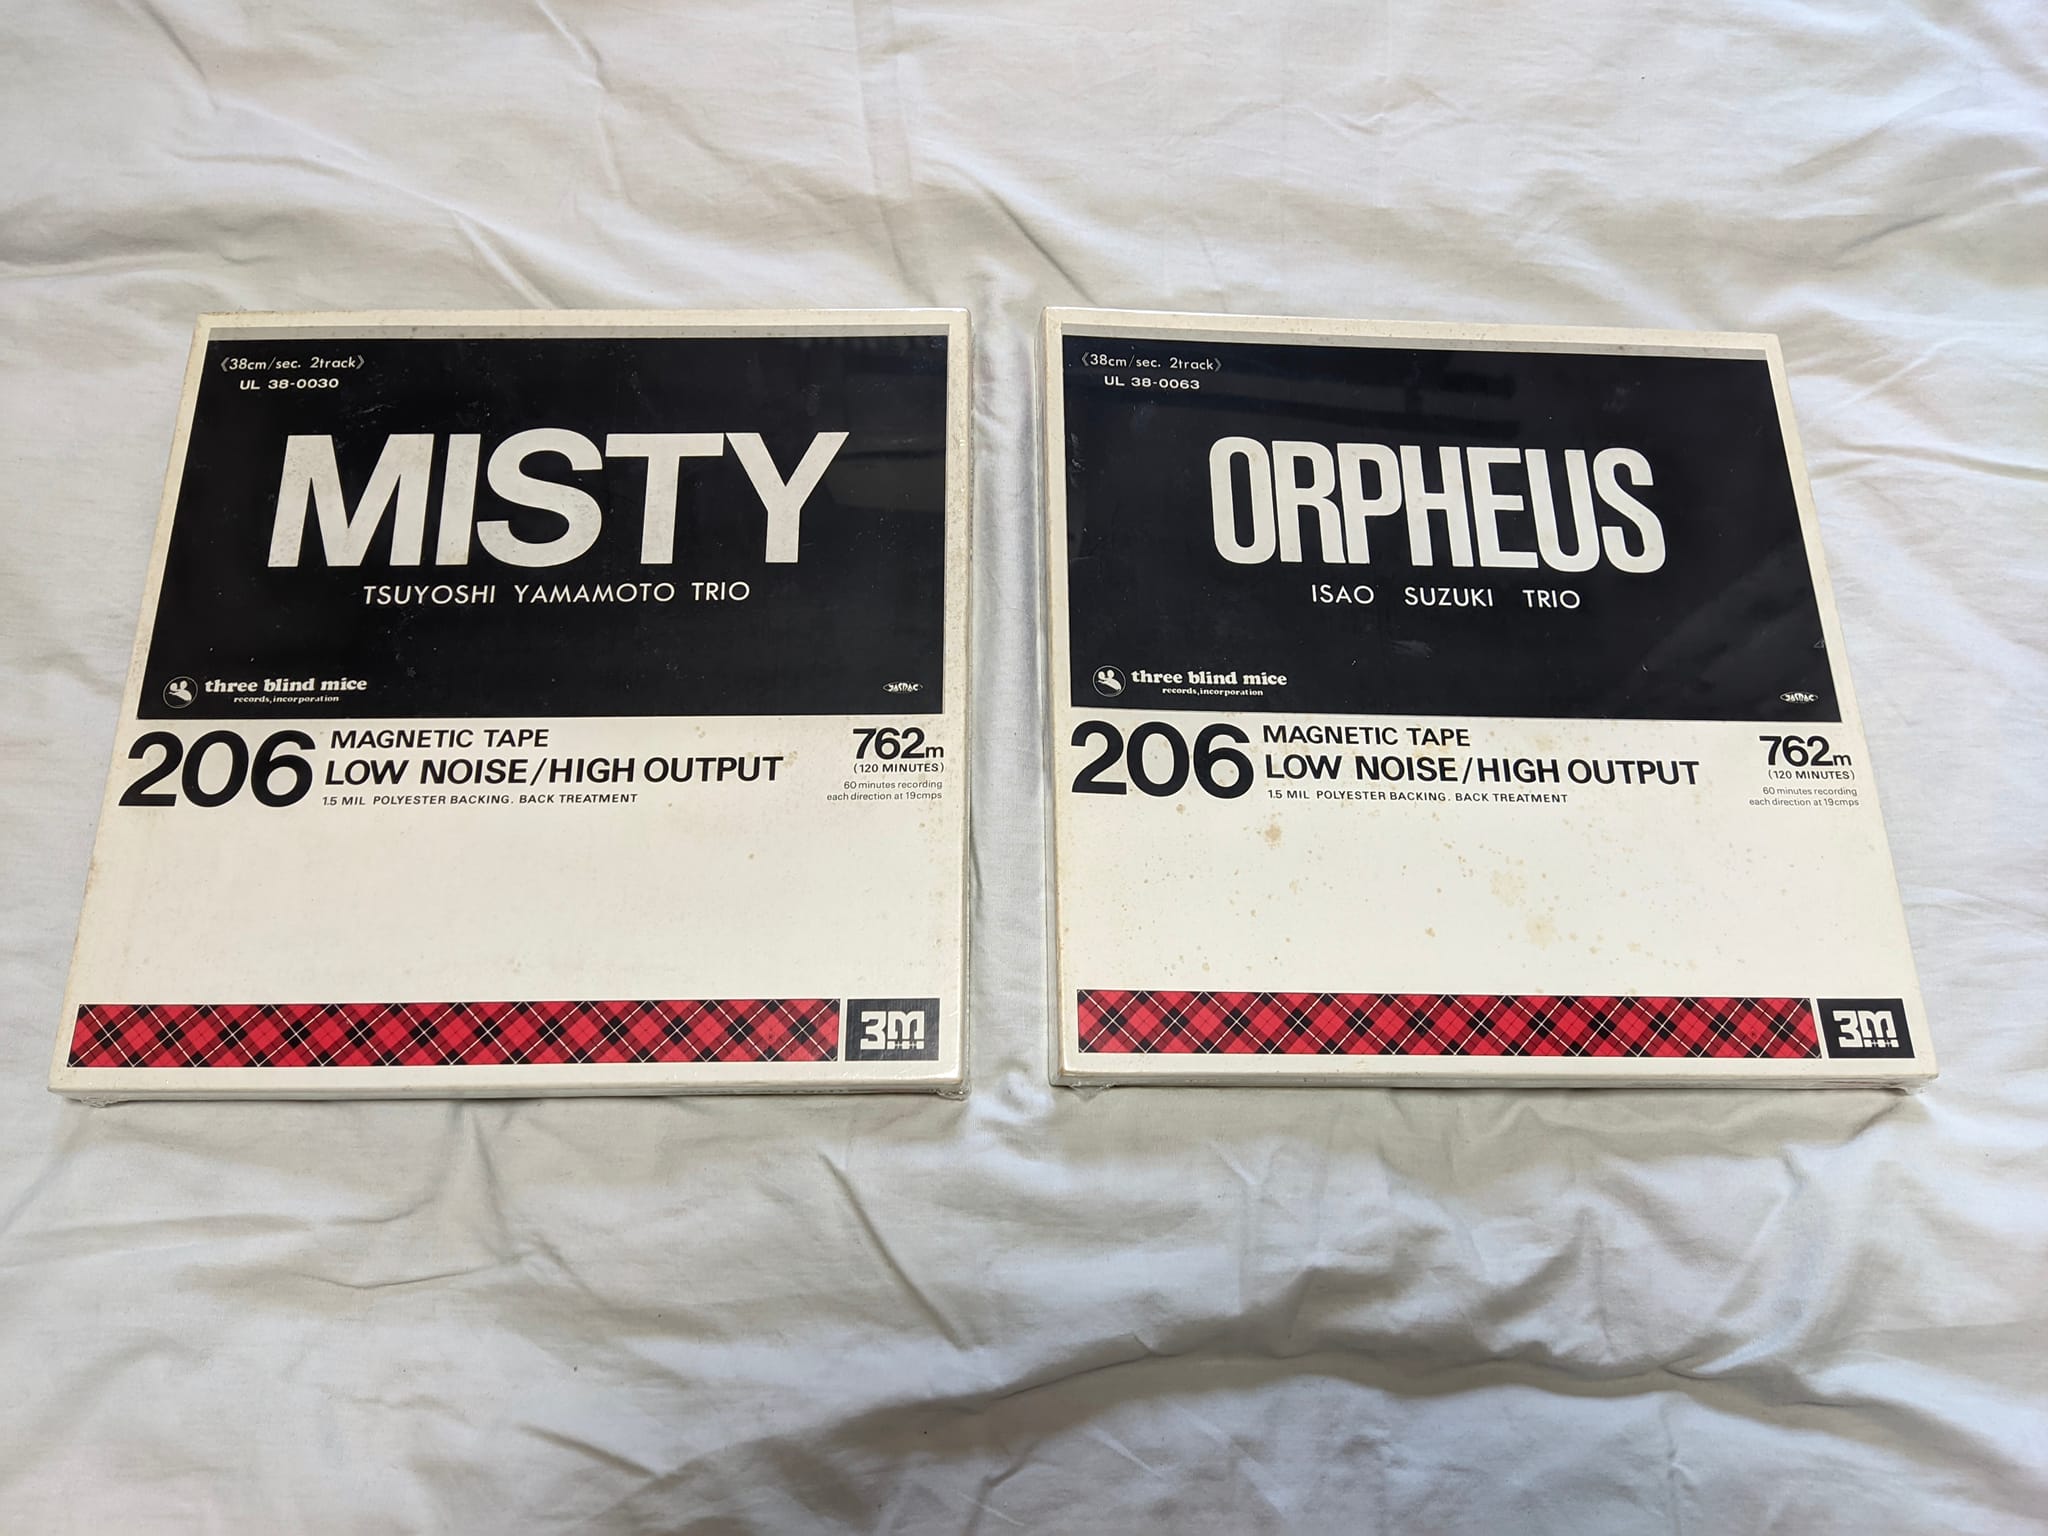 《38cm/sec. 2track》
UL 38-0030
MISTY
TSUYOSHI YAMAMOTO TRIO
three blind mice
records, incorporation
JASRAC
206
MAGNETIC TAPE
LOW NOISE/HIGH OUTPUT
1.5 MIL POLYESTER BACKING. BACK TREATMENT
762m
(120 MINUTES)
60 minutes recording
each direction at 19cmps
3M
《38cm/sec. 2track》
UL 38-0063
ORPHEUS
ISAO SUZUKI TRIO
three blind mice
records, incorporation
JASRAC
206
MAGNETIC TAPE
LOW NOISE/HIGH OUTPUT
1.5 MIL POLYESTER BACKING. BACK TREATMENT
762m
(120 MINUTES)
60 minutes recording
each direction at 19cmps
3M